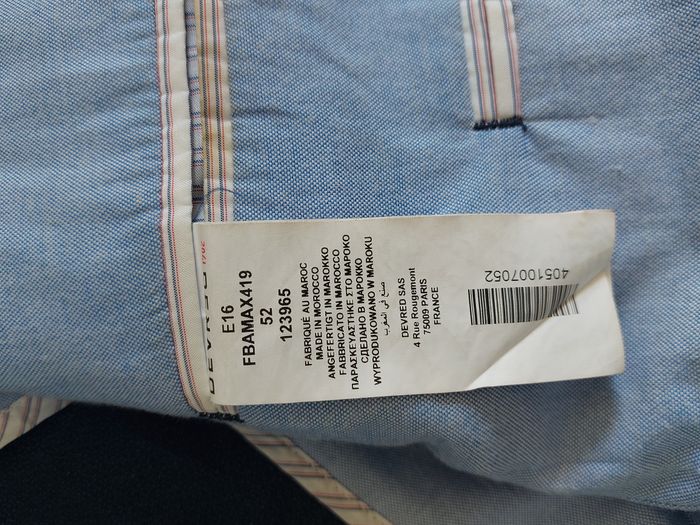 E16
FBAMAX419
52
123965
FABRIQUÉ AU MAROC
MADE IN MOROCCO
ANGEFERTIGT IN MAROKKO
FABBRICATO IN MAROCCO
ΠΑΡΑΣΚΕΥΑΣΤΗΚΕ ΣΤΟ ΜΑΡΟΚΟ
СДЕЛАНО В МАРОККО
WYPRODUKOWANO W MAROKU
صنع في المغرب
DEVRED SAS
4 Rue Rougemont
75009 PARIS
FRANCE
4051007052
1902